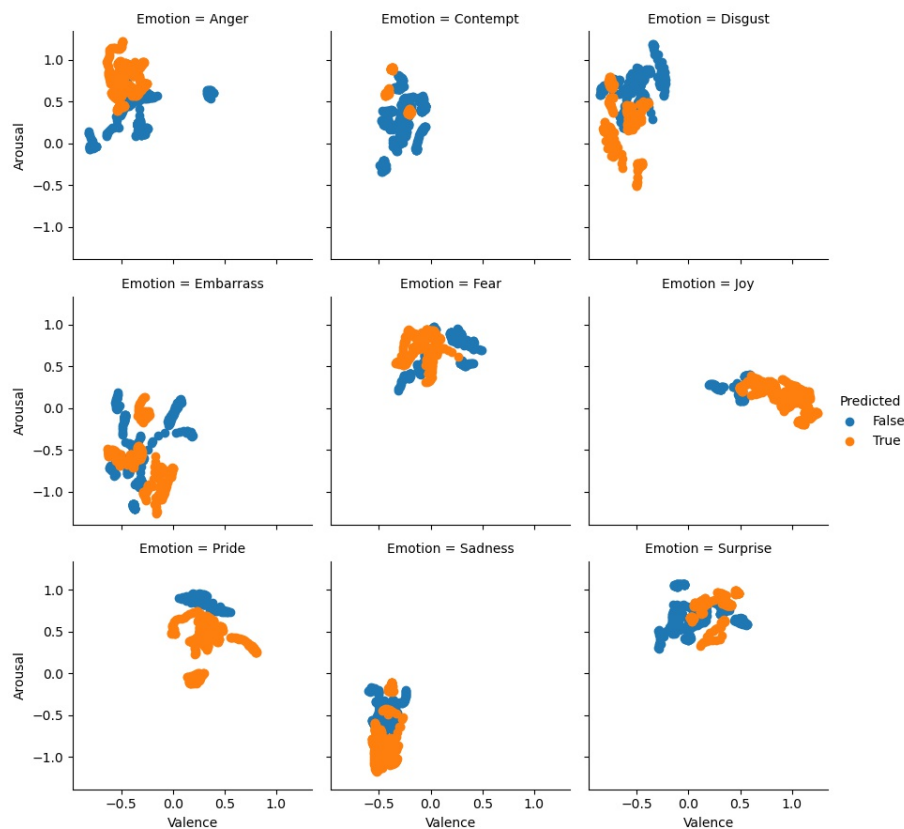 Emotion = Anger
Emotion = Contempt
Emotion = Disgust
1.0
0.5
0.0
−0.5
−1.0
Arousal
Emotion = Embarrass
Emotion = Fear
Emotion = Joy
1.0
0.5
0.0
−0.5
−1.0
Arousal
Predicted
False
True
Emotion = Pride
Emotion = Sadness
Emotion = Surprise
1.0
0.5
0.0
−0.5
−1.0
Arousal
−0.5 0.0 0.5 1.0
Valence
−0.5 0.0 0.5 1.0
Valence
−0.5 0.0 0.5 1.0
Valence